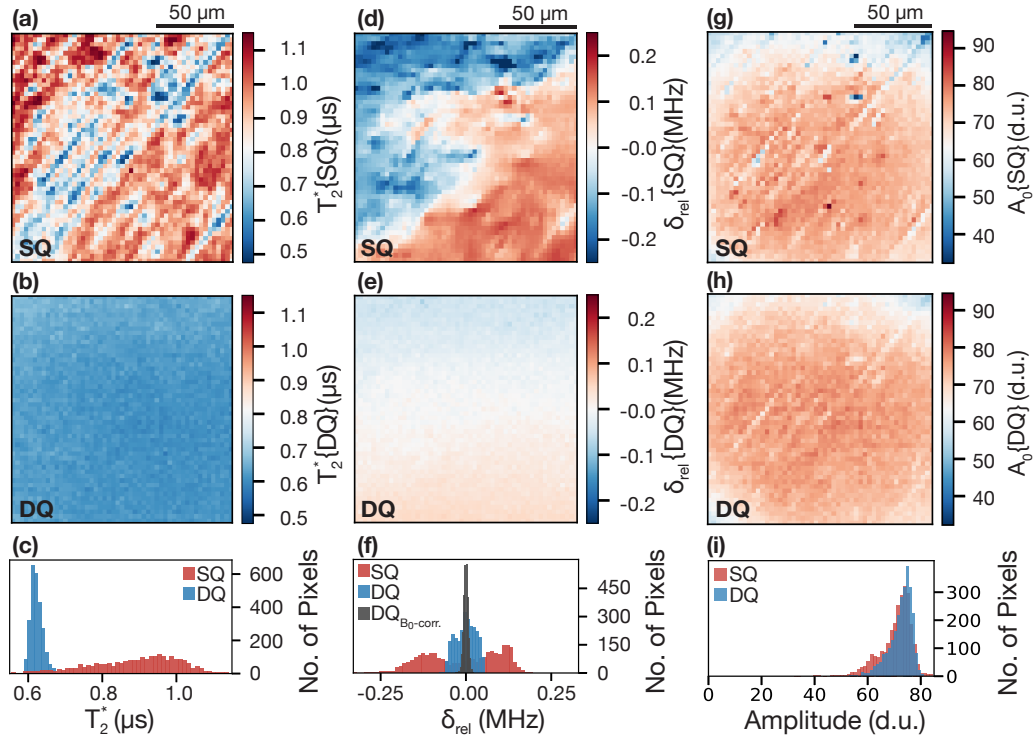 (a)
50 µm
1.1
1.0
0.9
0.8
0.7
0.6
0.5
T₂*{SQ} (µs)
SQ
(d)
50 µm
0.2
0.1
-0.0
-0.1
-0.2
δrel{SQ}(MHz)
SQ
(g)
50 µm
90
80
70
60
50
40
A₀{SQ} (d.u.)
SQ
(b)
1.1
1.0
0.9
0.8
0.7
0.6
0.5
T₂*{DQ} (µs)
DQ
(e)
0.2
0.1
-0.0
-0.1
-0.2
δrel{DQ} (MHz)
DQ
(h)
90
80
70
60
50
40
A₀{DQ} (d.u.)
DQ
(c)
SQ
DQ
600
400
200
0
No. of Pixels
0.6
0.8
1.0
T₂* (µs)
(f)
SQ
DQ
DQB₀-corr.
450
300
150
0
No. of Pixels
-0.25
0.00
0.25
δrel (MHz)
(i)
SQ
DQ
300
200
100
0
No. of Pixels
0
20
40
60
80
Amplitude (d.u.)